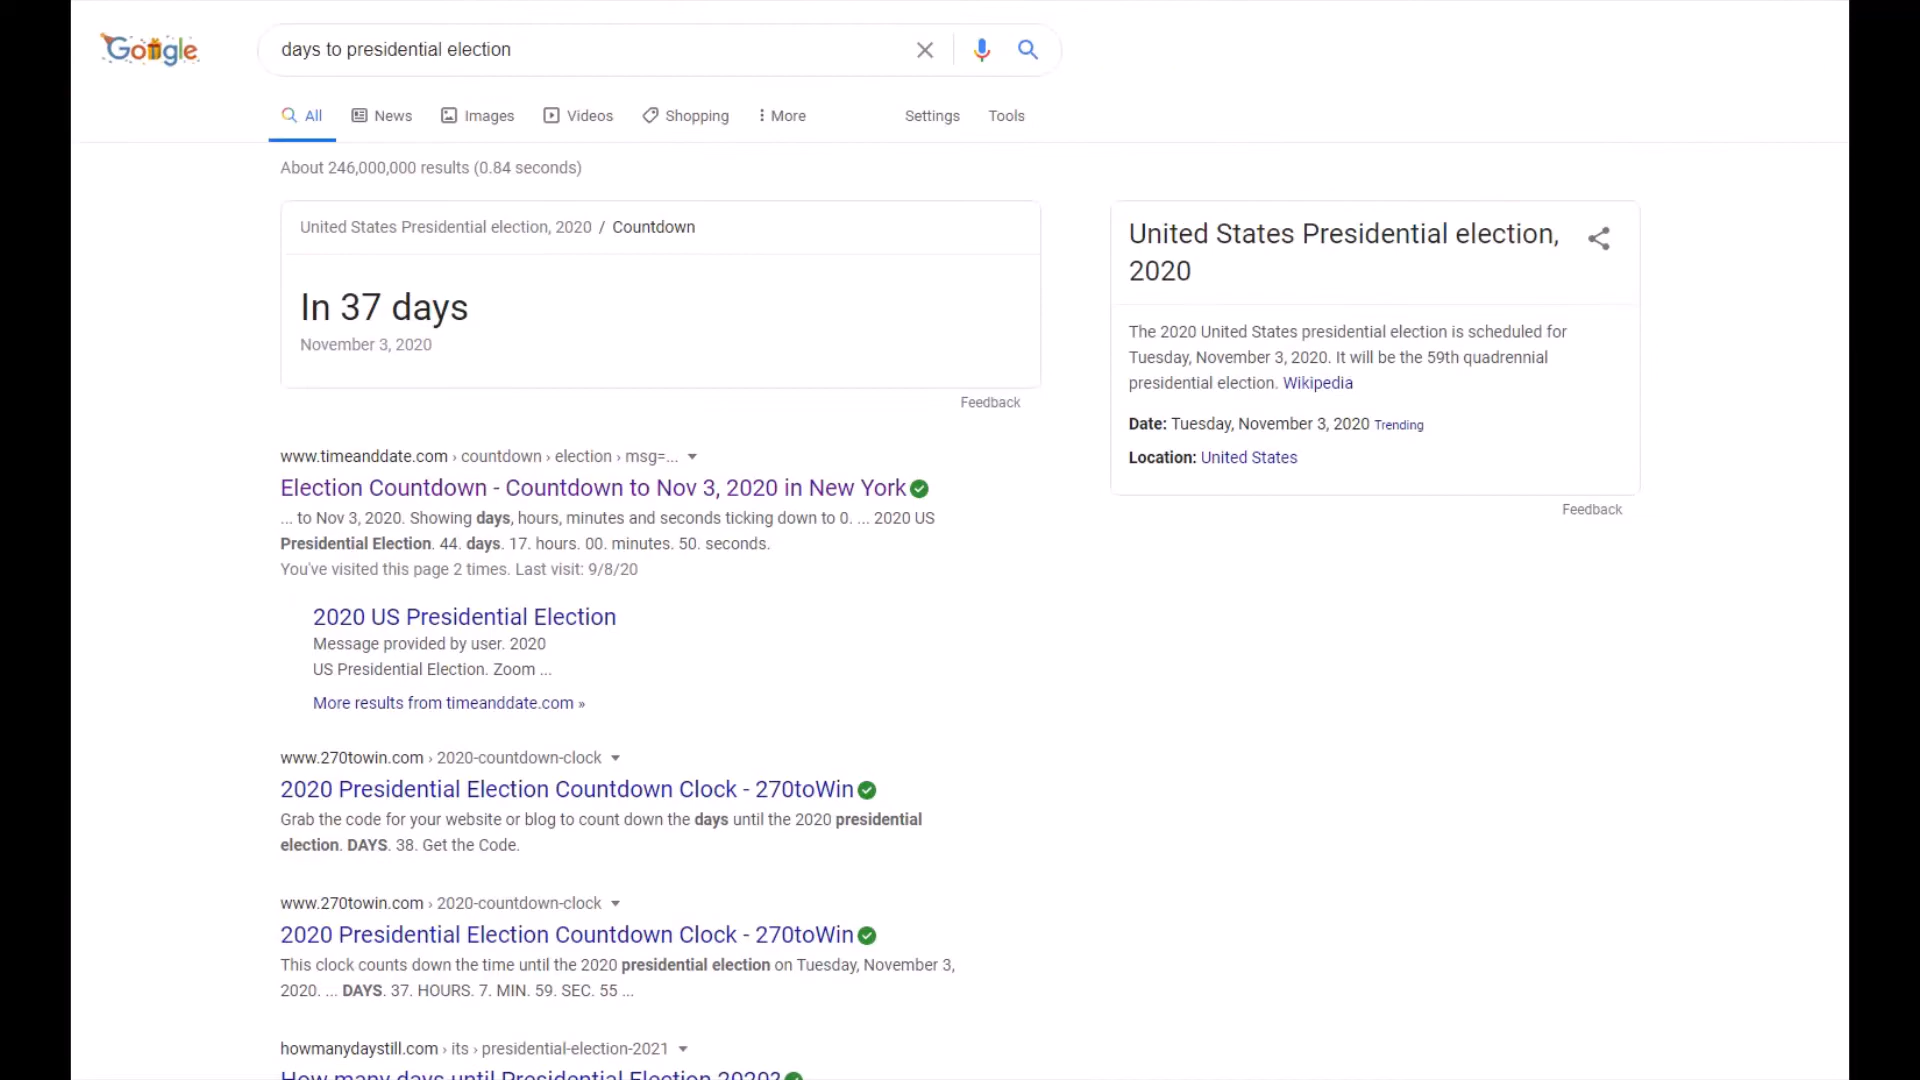 Google
days to presidential election
All News Images Videos Shopping More Settings Tools
About 246,000,000 results (0.84 seconds)
United States Presidential election, 2020 / Countdown
In 37 days
November 3, 2020
Feedback
www.timeanddate.com › countdown › election › msg=...
Election Countdown - Countdown to Nov 3, 2020 in New York
... to Nov 3, 2020. Showing days, hours, minutes and seconds ticking down to 0. ... 2020 US
Presidential Election. 44. days. 17. hours. 00. minutes. 50. seconds.
You've visited this page 2 times. Last visit: 9/8/20
2020 US Presidential Election
Message provided by user. 2020
US Presidential Election. Zoom ...
More results from timeanddate.com »
www.270towin.com › 2020-countdown-clock
2020 Presidential Election Countdown Clock - 270toWin
Grab the code for your website or blog to count down the days until the 2020 presidential
election. DAYS. 38. Get the Code.
www.270towin.com › 2020-countdown-clock
2020 Presidential Election Countdown Clock - 270toWin
This clock counts down the time until the 2020 presidential election on Tuesday, November 3,
2020. ... DAYS. 37. HOURS. 7. MIN. 59. SEC. 55 ...
howmanydaystill.com › its › presidential-election-2021
How many days until Presidential Election 2020?
United States Presidential election,
2020
The 2020 United States presidential election is scheduled for
Tuesday, November 3, 2020. It will be the 59th quadrennial
presidential election. Wikipedia
Date: Tuesday, November 3, 2020 Trending
Location: United States
Feedback